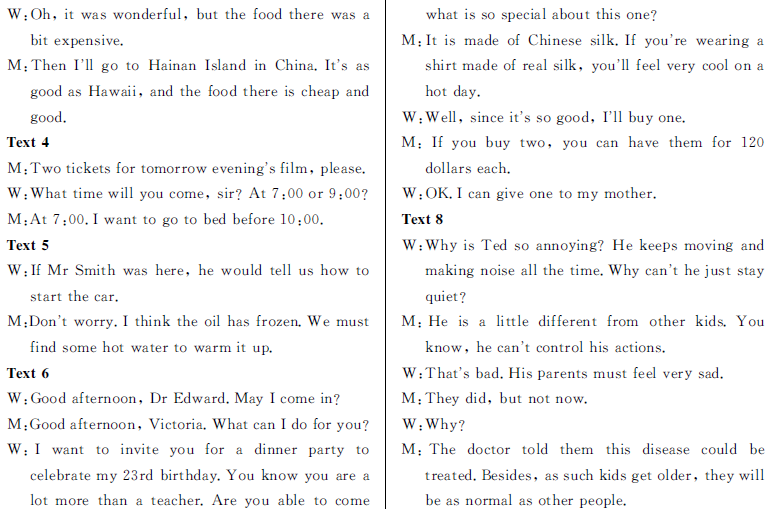 W:Oh, it was wonderful, but the food there was a
bit expensive.
M:Then I'll go to Hainan Island in China. It's as
good as Hawaii, and the food there is cheap and
good.
Text 4
M:Two tickets for tomorrow evening's film, please.
W:What time will you come, sir? At 7:00 or 9:00?
M:At 7:00. I want to go to bed before 10:00.
Text 5
W:If Mr Smith was here, he would tell us how to
start the car.
M:Don't worry. I think the oil has frozen. We must
find some hot water to warm it up.
Text 6
W:Good afternoon, Dr Edward. May I come in?
M:Good afternoon, Victoria. What can I do for you?
W: I want to invite you for a dinner party to
celebrate my 23rd birthday. You know you are a
lot more than a teacher. Are you able to come
what is so special about this one?
M:It is made of Chinese silk. If you're wearing a
shirt made of real silk, you'll feel very cool on a
hot day.
W:Well, since it's so good, I'll buy one.
M: If you buy two, you can have them for 120
dollars each.
W:OK. I can give one to my mother.
Text 8
W:Why is Ted so annoying? He keeps moving and
making noise all the time. Why can't he just stay
quiet?
M: He is a little different from other kids. You
know, he can't control his actions.
W:That's bad. His parents must feel very sad.
M:They did, but not now.
W:Why?
M: The doctor told them this disease could be
treated. Besides, as such kids get older, they will
be as normal as other people.